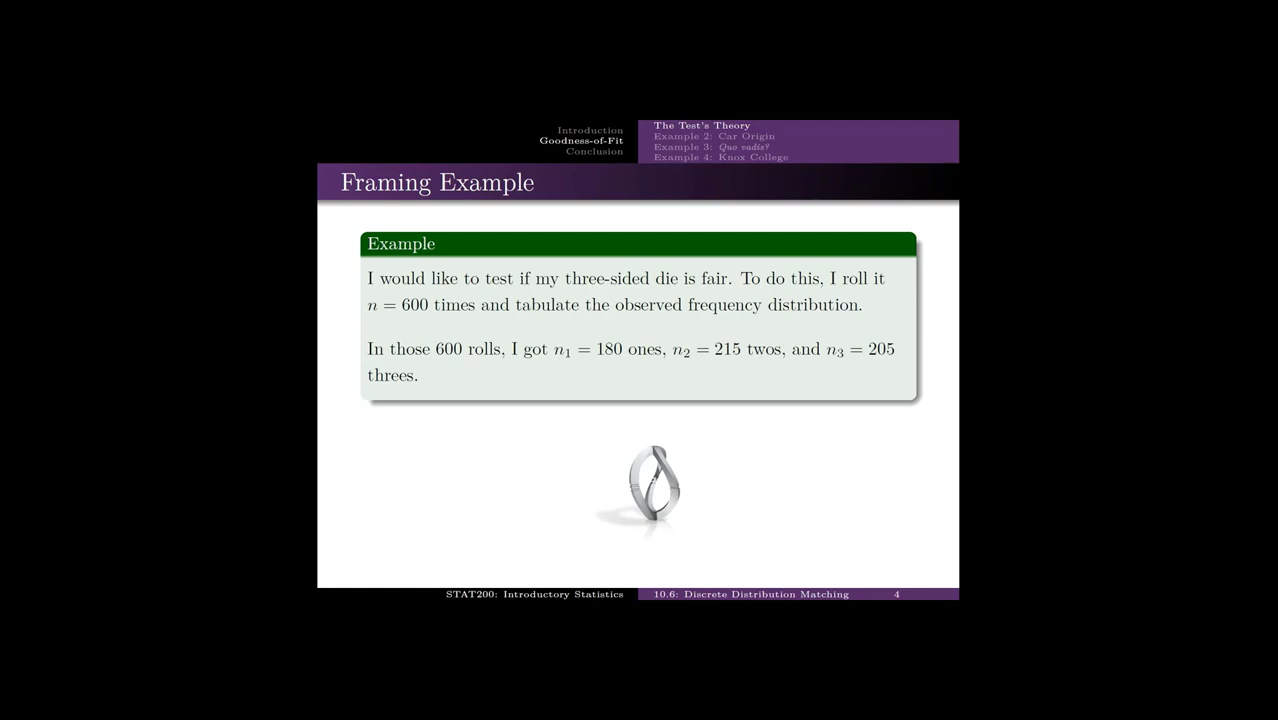 Introduction
Goodness-of-Fit
Conclusion
The Test's Theory
Example 2: Car Origin
Example 3: Quo vadis?
Example 4: Knox College
Framing Example
Example
I would like to test if my three-sided die is fair. To do this, I roll it
n = 600 times and tabulate the observed frequency distribution.
In those 600 rolls, I got n₁ = 180 ones, n₂ = 215 twos, and n₃ = 205
threes.
STAT200: Introductory Statistics
10.6: Discrete Distribution Matching
4